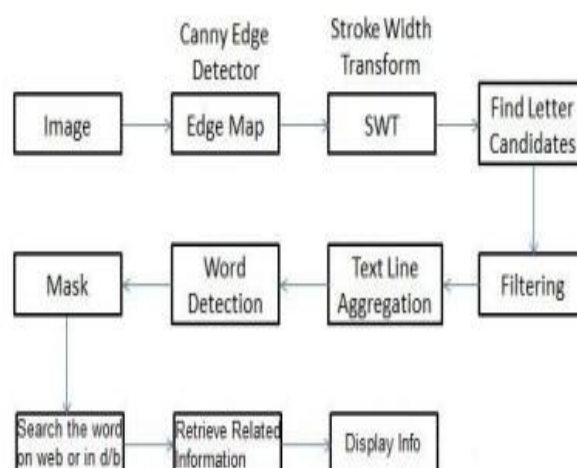 Canny Edge
Detector
Stroke Width
Transform
Image
Edge Map
SWT
Find Letter
Candidates
Mask
Word
Detection
Text Line
Aggregation
Filtering
Search the word
on web or in d/b
Retrieve Related
Information
Display Info